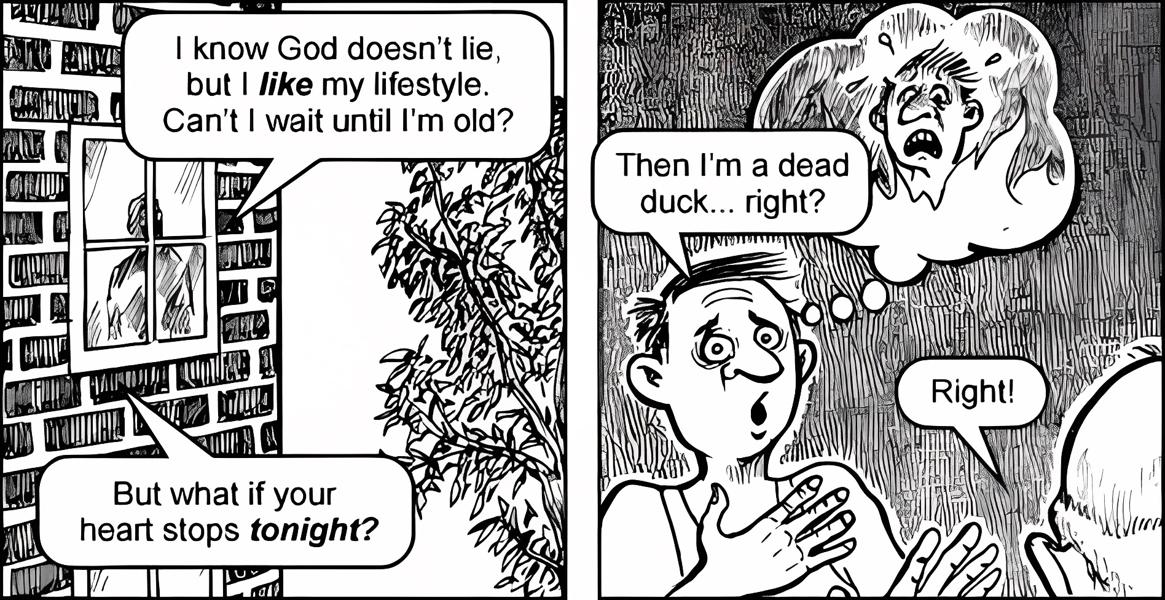 I know God doesn't lie,
but I like my lifestyle.
Can't I wait until I'm old?
But what if your
heart stops tonight?
Then I'm a dead
duck... right?
Right!